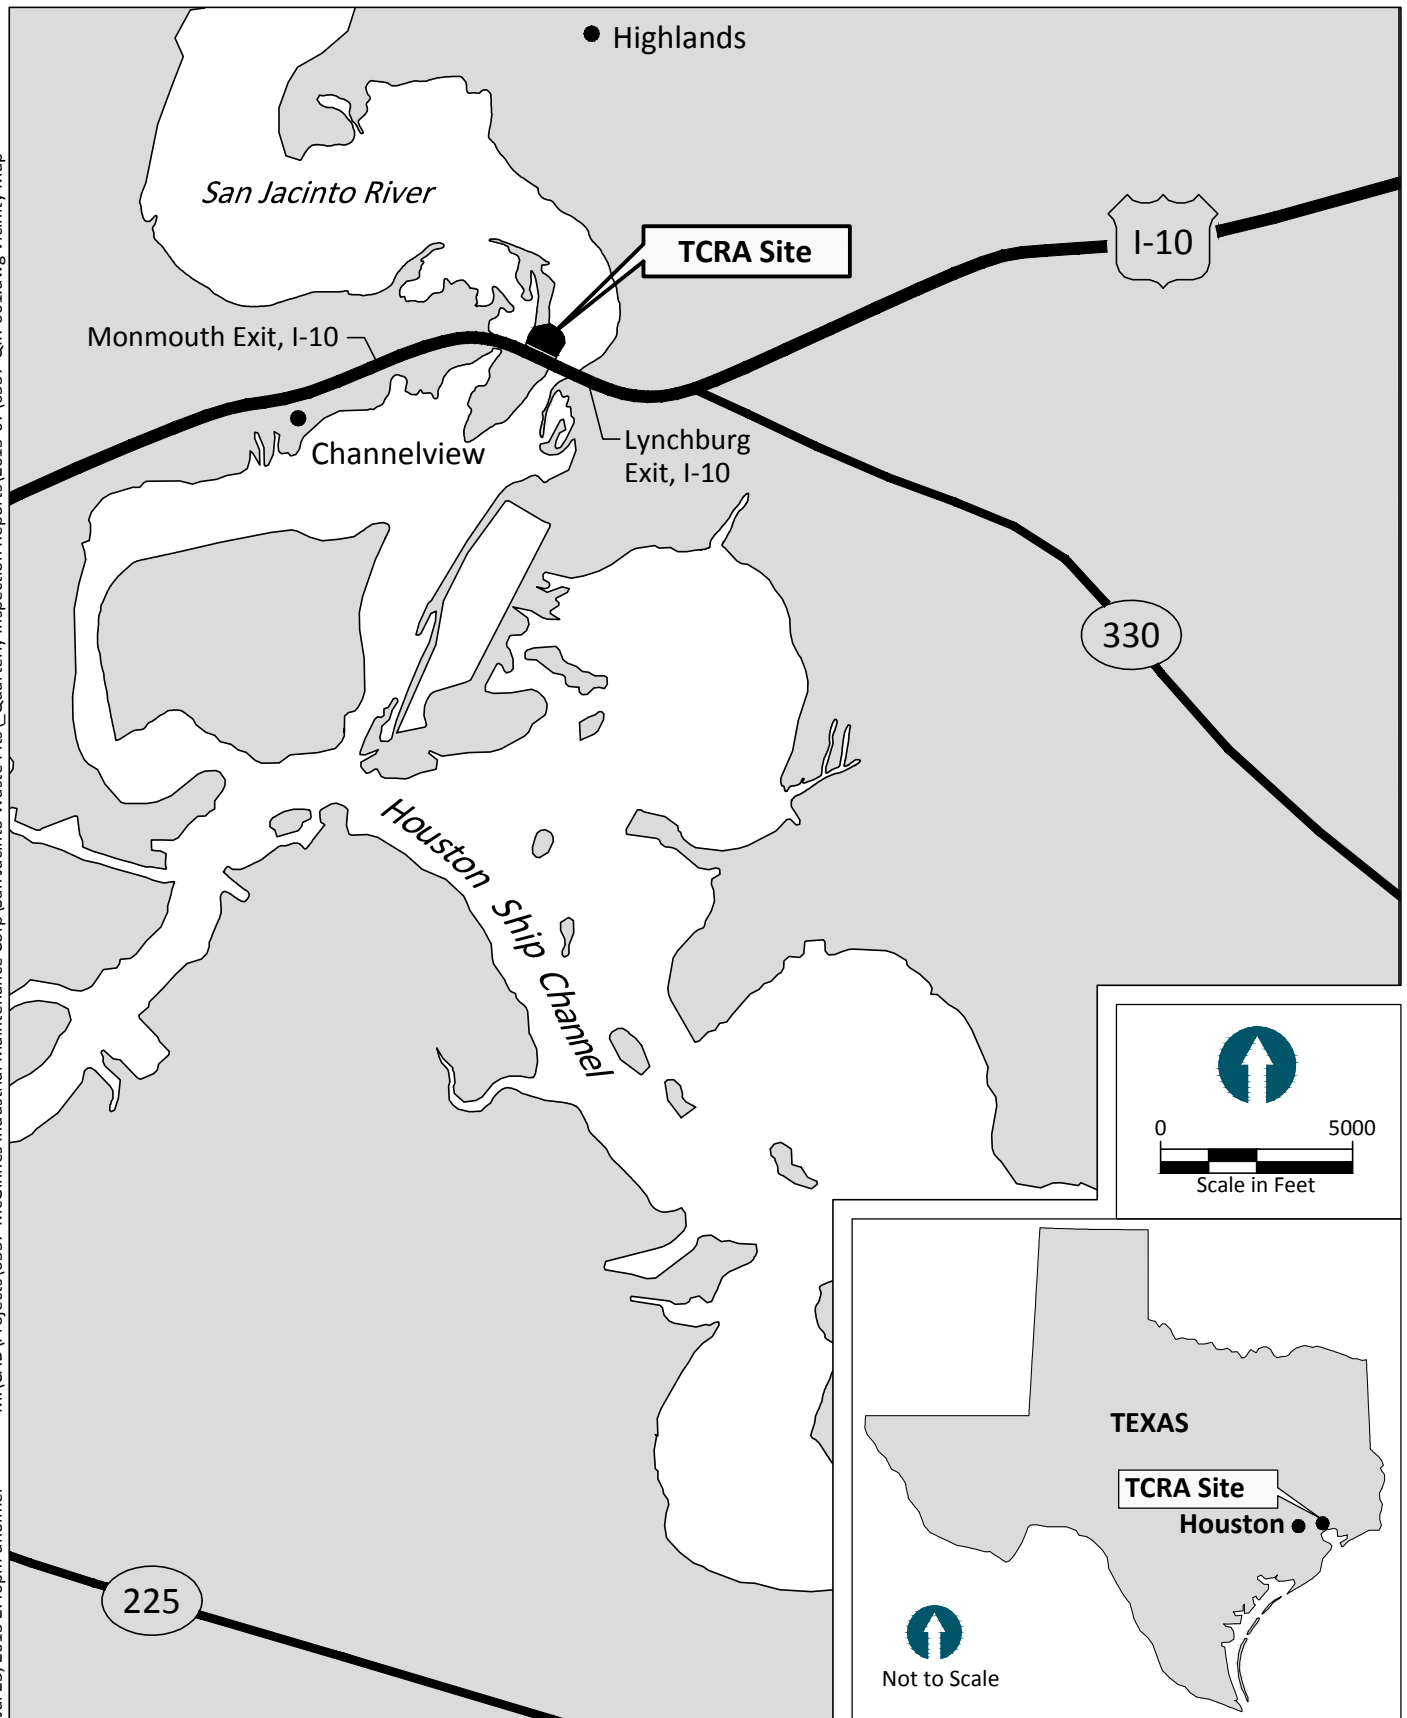 Highlands
San Jacinto River
TCRA Site
I-10
Monmouth Exit, I-10
Channelview
Lynchburg
Exit, I-10
330
Houston Ship Channel
0 5000
Scale in Feet
TEXAS
TCRA Site
Houston
225
Not to Scale